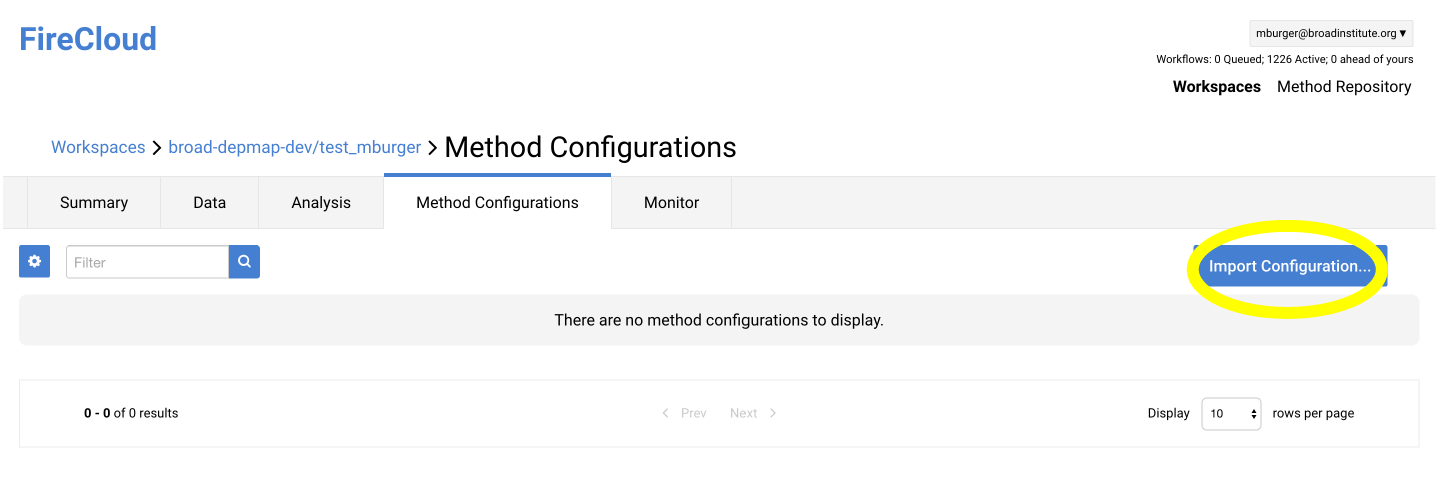 FireCloud
mburger@broadinstitute.org ▼
Workflows: 0 Queued; 1226 Active; 0 ahead of yours
Workspaces Method Repository
Workspaces > broad-depmap-dev/test_mburger > Method Configurations
Summary Data Analysis Method Configurations Monitor
Filter Import Configuration...
There are no method configurations to display.
0 - 0 of 0 results Prev Next Display 10 rows per page